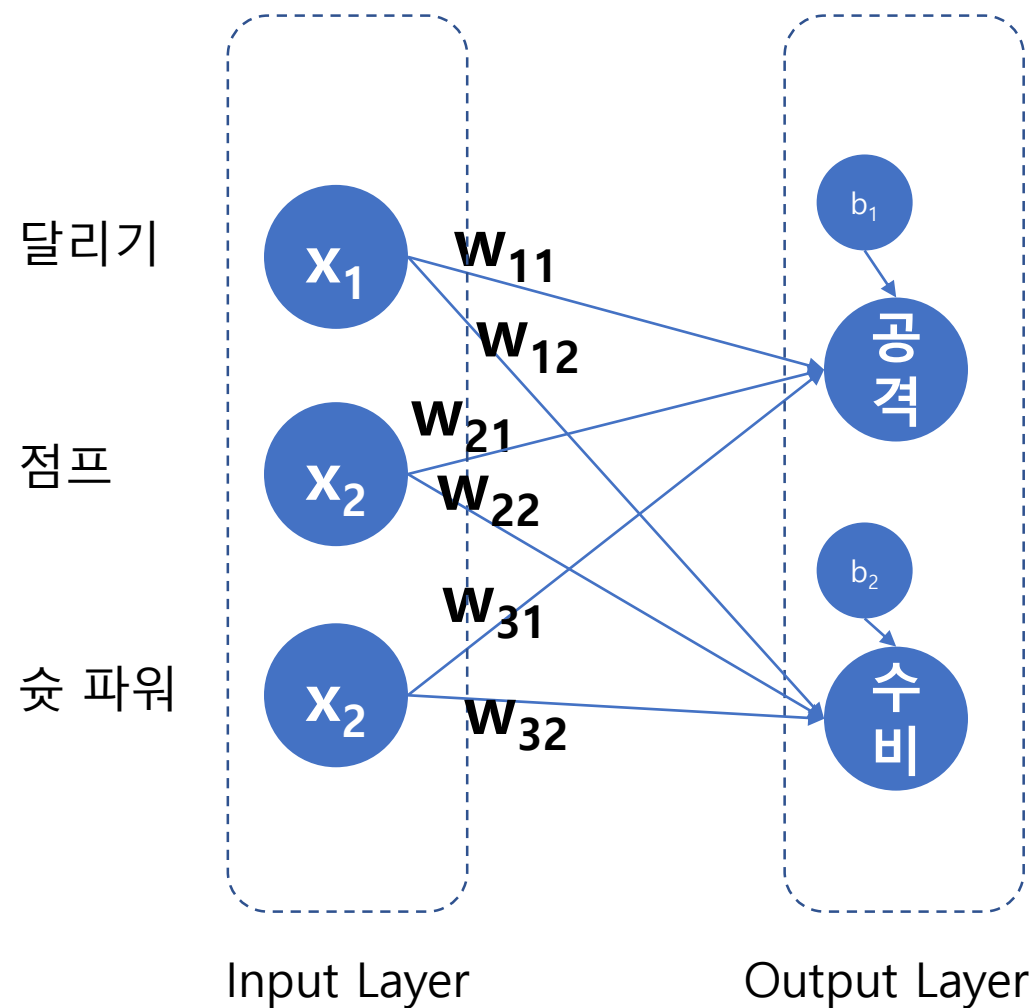 달리기
x₁
w₁₁
w₁₂
b₁
공
격
점프
x₂
w₂₁
w₂₂
b₂
슛 파워
x₂
w₃₁
w₃₂
수
비
Input Layer
Output Layer